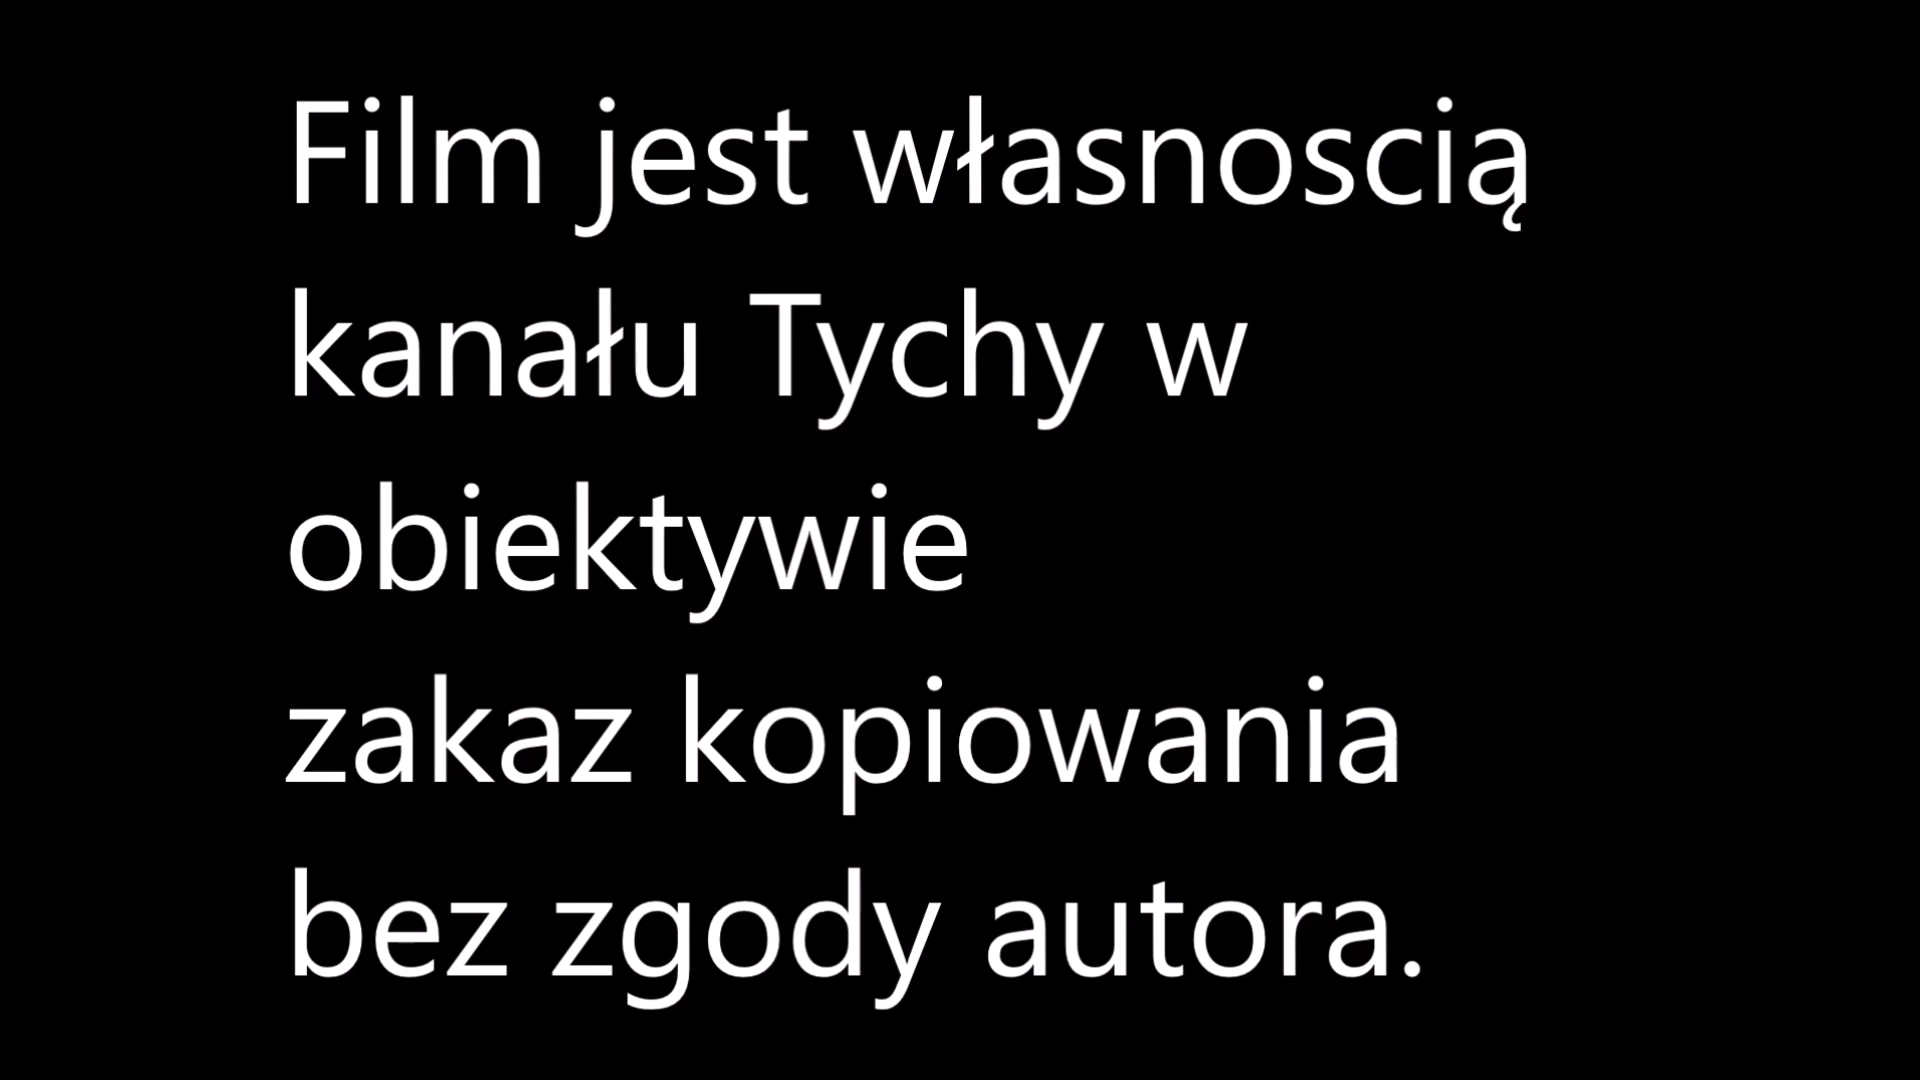 Film jest własnoscią
kanału Tychy w
obiektywie
zakaz kopiowania
bez zgody autora.